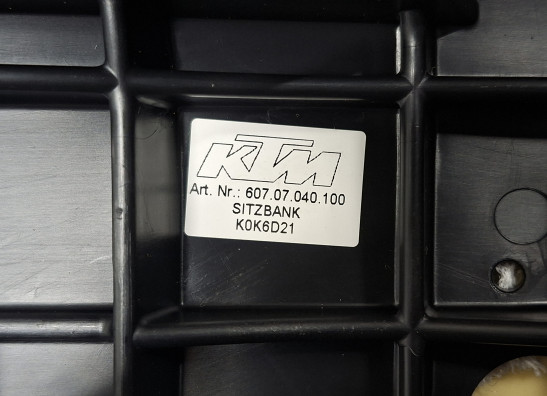 KTM
Art. Nr.: 607.07.040.100
SITZBANK
K0K6D21